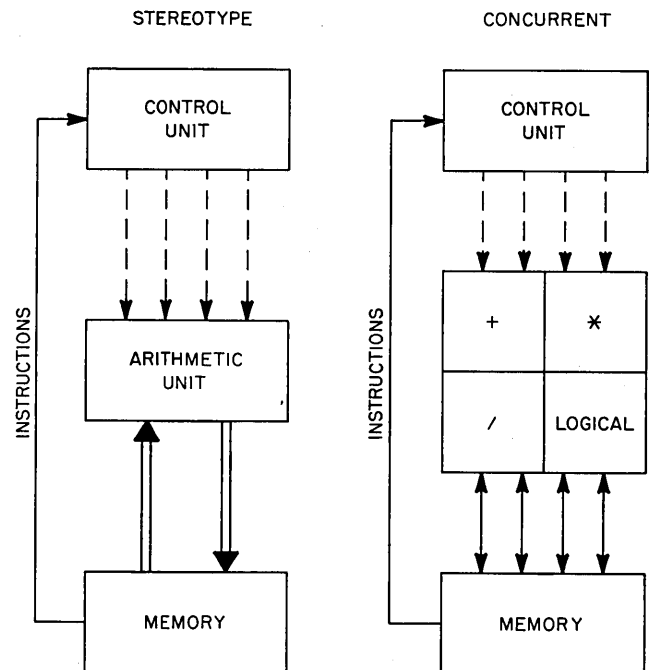 STEREOTYPE
CONTROL
UNIT
INSTRUCTIONS
ARITHMETIC
UNIT
MEMORY
CONCURRENT
CONTROL
UNIT
INSTRUCTIONS
+ *
/ LOGICAL
MEMORY